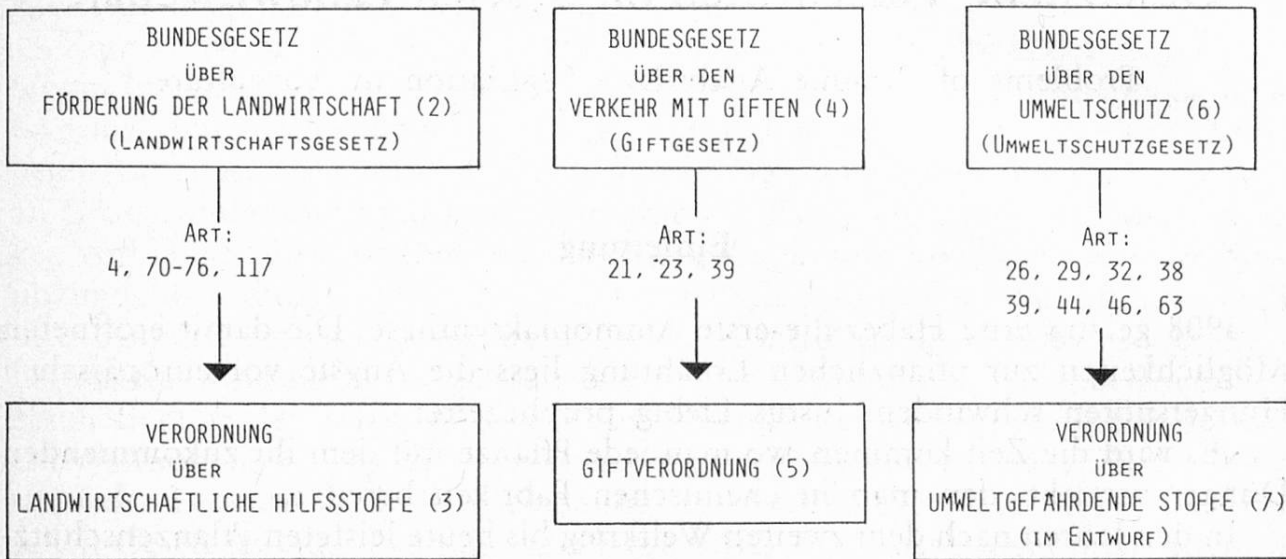 BUNDESGESETZ
ÜBER
FÖRDERUNG DER LANDWIRTSCHAFT (2)
(LANDWIRTSCHAFTSGESETZ)
ART:
4, 70-76, 117
VERORDNUNG
ÜBER
LANDWIRTSCHAFTLICHE HILFSSTOFFE (3)
BUNDESGESETZ
ÜBER DEN
VERKEHR MIT GIFTEN (4)
(GIFTGESETZ)
ART:
21, 23, 39
GIFTVERORDNUNG (5)
BUNDESGESETZ
ÜBER DEN
UMWELTSCHUTZ (6)
(UMWELTSCHUTZGESETZ)
ART:
26, 29, 32, 38
39, 44, 46, 63
VERORDNUNG
ÜBER
UMWELTGEFÄHRDENDE STOFFE (7)
(IM ENTWURF)